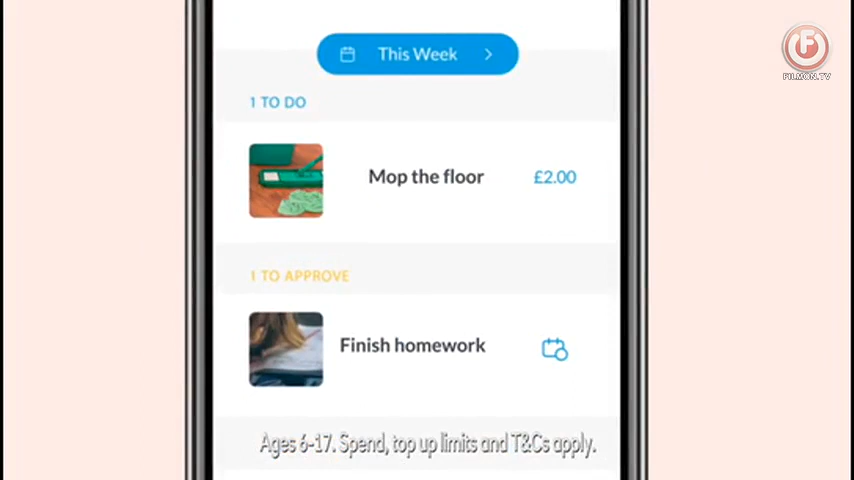 This Week
FILMON.TV
1 TO DO
Mop the floor
£2.00
1 TO APPROVE
Finish homework
Ages 6-17. Spend, top up limits and T&Cs apply.